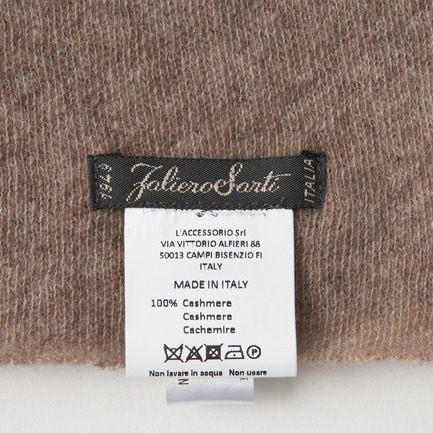 1949 Faliero Sarti ITALIA
L'ACCESSORIO Srl
VIA VITTORIO ALFIERI 88
50013 CAMPI BISENZIO FI
ITALY
MADE IN ITALY
100% Cashmere
Cashmere
Cachemire
Non lavare in acqua Non usare